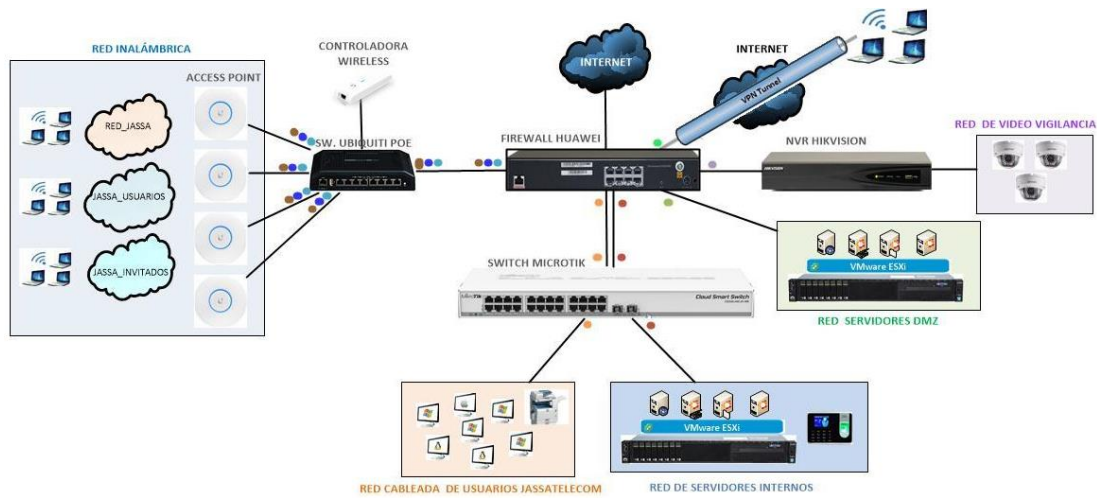 RED INALÁMBRICA
ACCESS POINT
RED_JASSA
JASSA_USUARIOS
JASSA_INVITADOS
CONTROLADORA
WIRELESS
SW. UBIQUITI POE
INTERNET
INTERNET
VPN Tunnel
FIREWALL HUAWEI
NVR HIKVISION
RED DE VIDEO VIGILANCIA
SWITCH MICROTIK
Cloud Smart Switch
VMware ESXi
RED SERVIDORES DMZ
VMware ESXi
RED CABLEADA DE USUARIOS JASSATELECOM
RED DE SERVIDORES INTERNOS